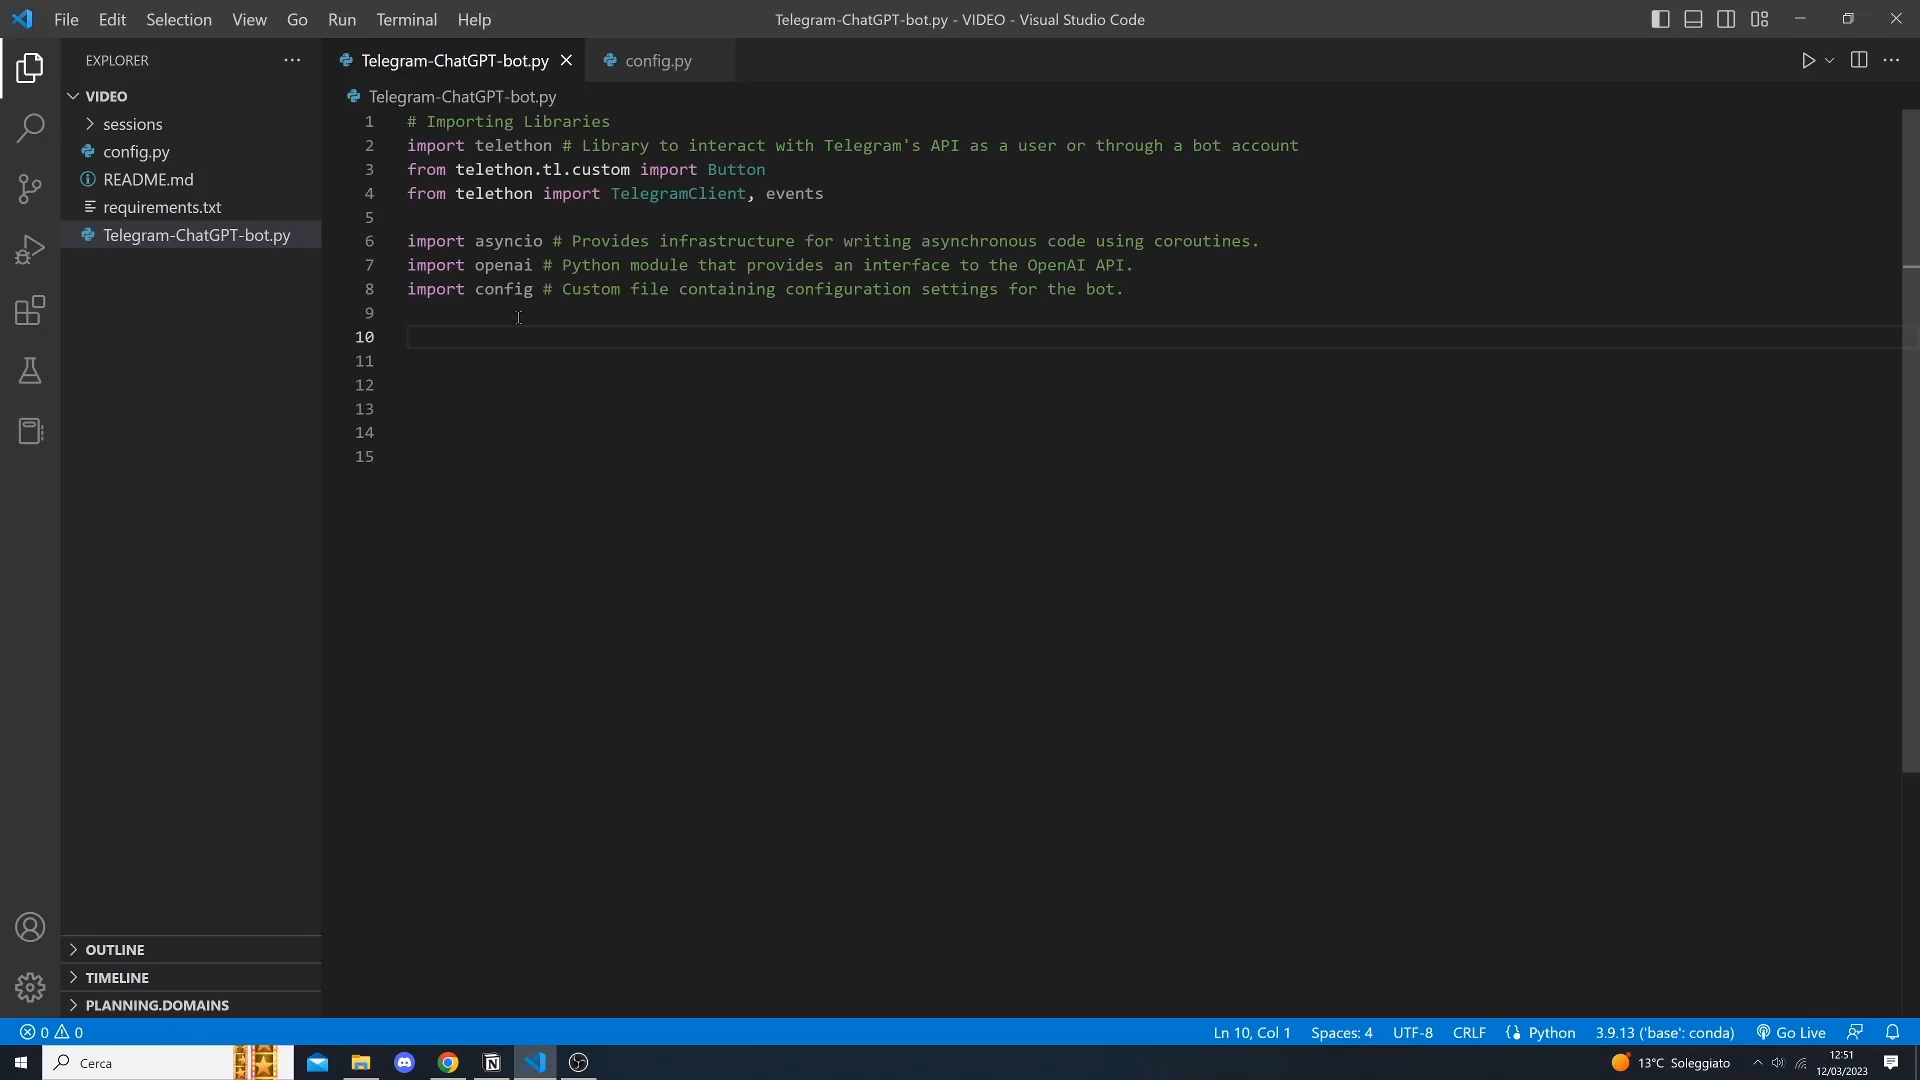 File Edit Selection View Go Run Terminal Help
Telegram-ChatGPT-bot.py - VIDEO - Visual Studio Code
EXPLORER
VIDEO
sessions
config.py
README.md
requirements.txt
Telegram-ChatGPT-bot.py
OUTLINE
TIMELINE
PLANNING.DOMAINS
Telegram-ChatGPT-bot.py
config.py
Telegram-ChatGPT-bot.py
1 # Importing Libraries
2 import telethon # Library to interact with Telegram's API as a user or through a bot account
3 from telethon.tl.custom import Button
4 from telethon import TelegramClient, events
5
6 import asyncio # Provides infrastructure for writing asynchronous code using coroutines.
7 import openai # Python module that provides an interface to the OpenAI API.
8 import config # Custom file containing configuration settings for the bot.
9
10
11
12
13
14
15
0 0
Ln 10, Col 1 Spaces: 4 UTF-8 CRLF Python 3.9.13 ('base': conda) Go Live
Cerca
13°C Soleggiato
12:51
12/03/2023